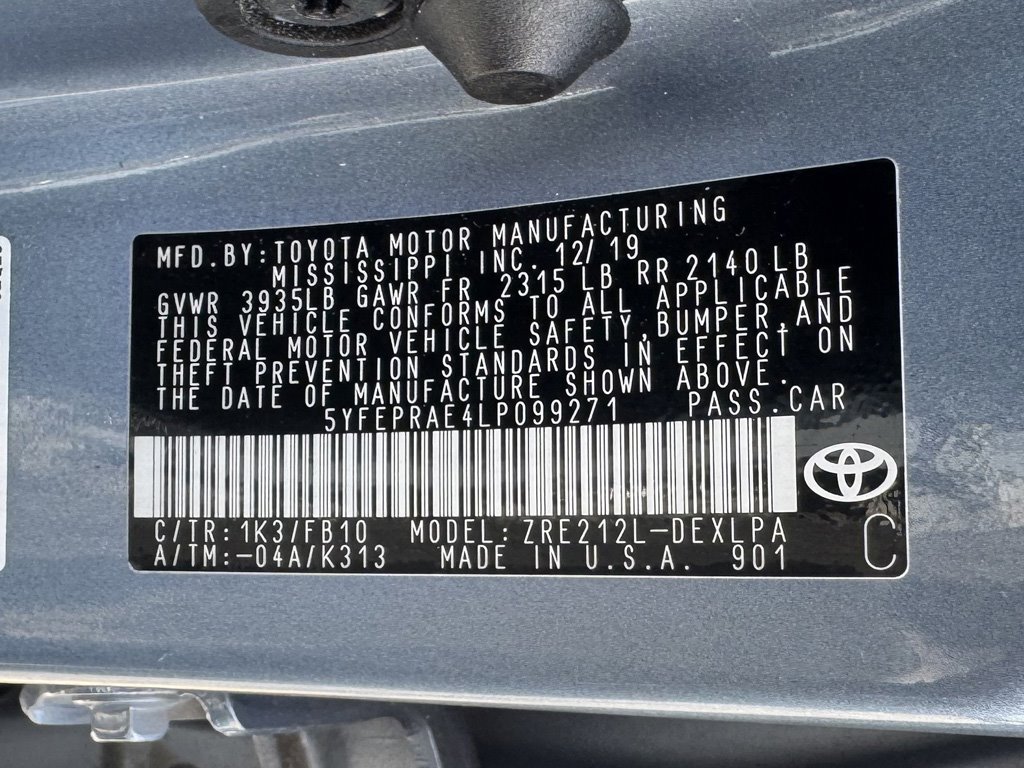 MFD.BY: TOYOTA MOTOR MANUFACTURING
MISSISSIPPI INC. 12/19
GVWR 3935LB GAWR FR 2315 LB RR 2140 LB
THIS VEHICLE CONFORMS TO ALL APPLICABLE
FEDERAL MOTOR VEHICLE SAFETY,BUMPER,AND
THEFT PREVENTION STANDARDS IN EFFECT ON
THE DATE OF MANUFACTURE SHOWN ABOVE.
5YFEPRAE4LP099271 PASS.CAR
C/TR:1K3/FB10 MODEL:ZRE212L-DEXLPA
A/TM:-04A/K313 MADE IN U.S.A. 901
C